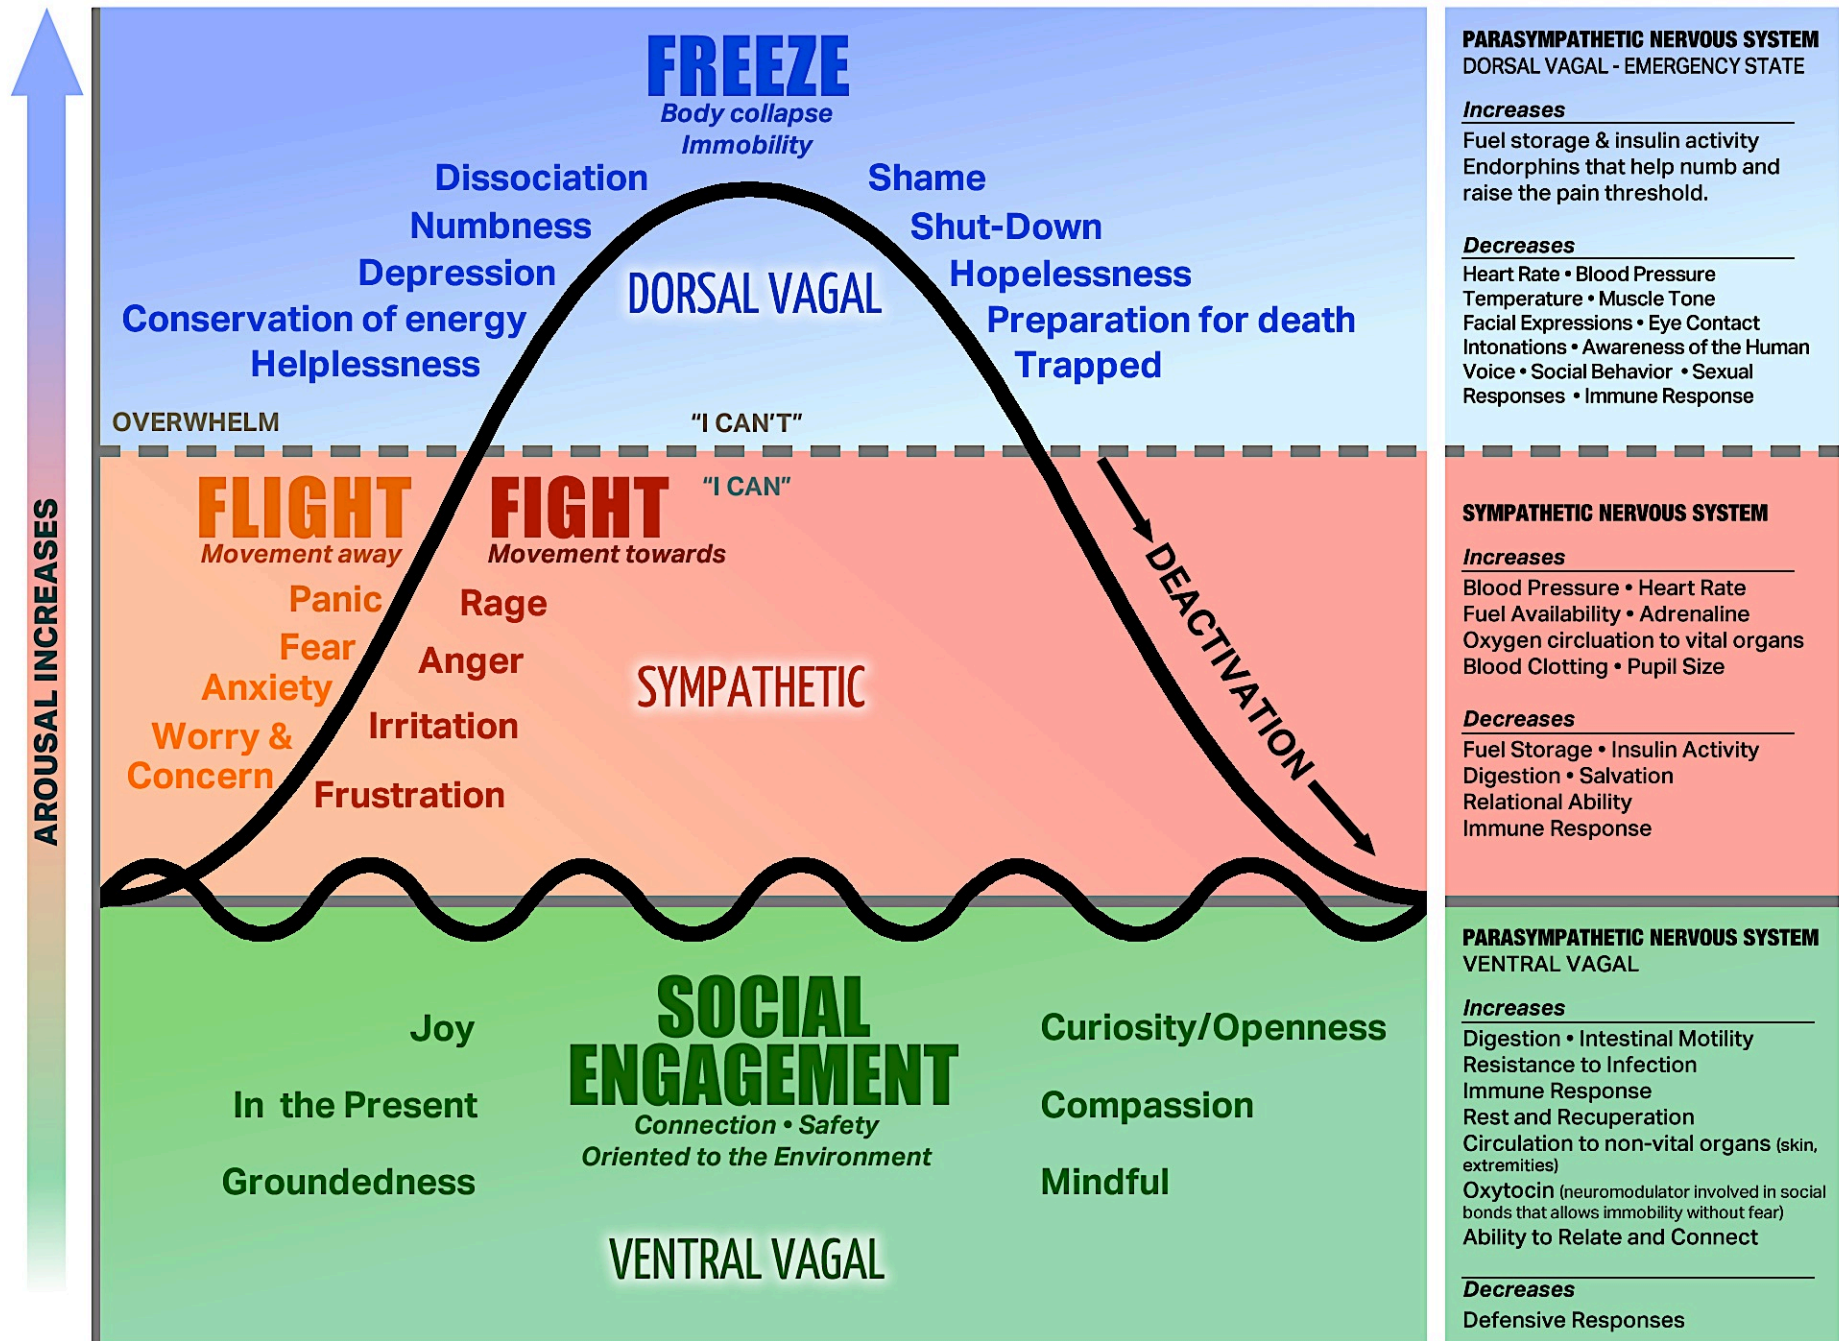 FREEZE
Body collapse
Immobility
Dissociation
Numbness
Depression
Conservation of energy
Helplessness
Shame
Shut-Down
Hopelessness
Preparation for death
Trapped
DORSAL VAGAL
OVERWHELM
“I CAN'T”
“I CAN”
FLIGHT
Movement away
Panic
Fear
Anxiety
Worry &
Concern
FIGHT
Movement towards
Rage
Anger
Irritation
Frustration
SYMPATHETIC
DEACTIVATION
AROUSAL INCREASES
SOCIAL
ENGAGEMENT
Connection • Safety
Oriented to the Environment
Joy
In the Present
Groundedness
Curiosity/Openness
Compassion
Mindful
VENTRAL VAGAL
PARASYMPATHETIC NERVOUS SYSTEM
DORSAL VAGAL - EMERGENCY STATE
Increases
Fuel storage & insulin activity
Endorphins that help numb and
raise the pain threshold.
Decreases
Heart Rate • Blood Pressure
Temperature • Muscle Tone
Facial Expressions • Eye Contact
Intonations • Awareness of the Human
Voice • Social Behavior • Sexual
Responses • Immune Response
SYMPATHETIC NERVOUS SYSTEM
Increases
Blood Pressure • Heart Rate
Fuel Availability • Adrenaline
Oxygen circluation to vital organs
Blood Clotting • Pupil Size
Decreases
Fuel Storage • Insulin Activity
Digestion • Salvation
Relational Ability
Immune Response
PARASYMPATHETIC NERVOUS SYSTEM
VENTRAL VAGAL
Increases
Digestion • Intestinal Motility
Resistance to Infection
Immune Response
Rest and Recuperation
Circulation to non-vital organs (skin,
extremities)
Oxytocin (neuromodulator involved in social
bonds that allows immobility without fear)
Ability to Relate and Connect
Decreases
Defensive Responses